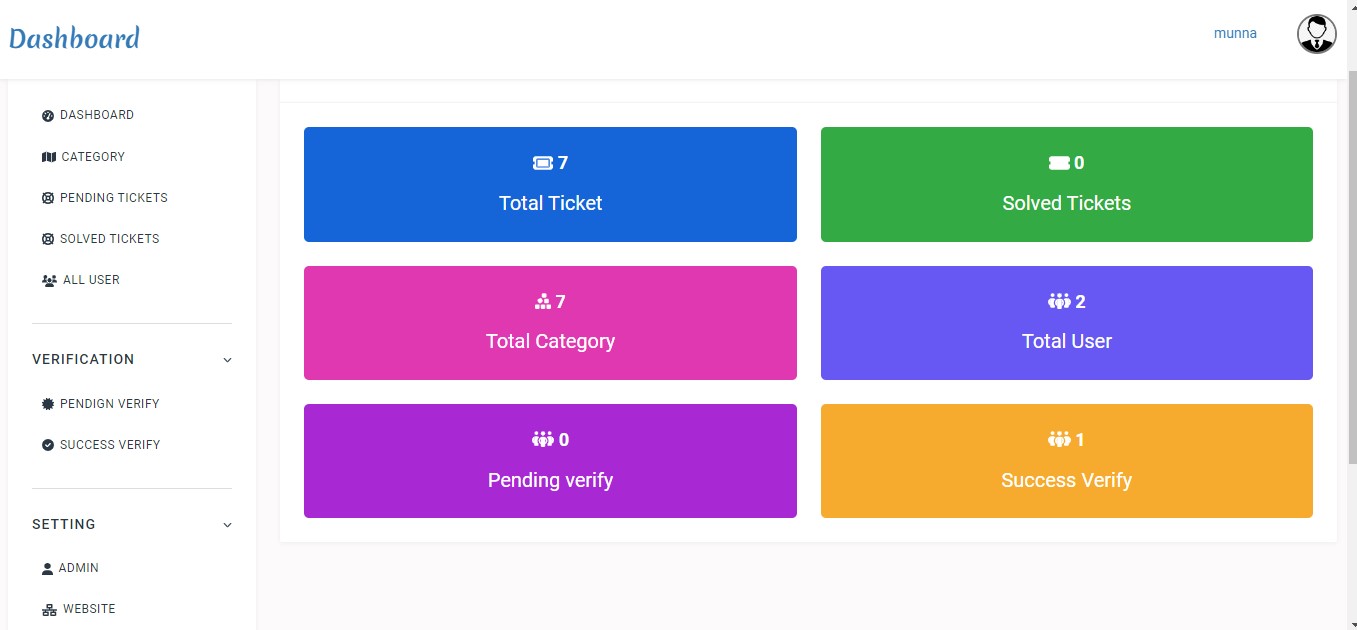 Dashboard
munna
DASHBOARD
CATEGORY
PENDING TICKETS
SOLVED TICKETS
ALL USER
VERIFICATION
PENDIGN VERIFY
SUCCESS VERIFY
SETTING
ADMIN
WEBSITE
7
Total Ticket
0
Solved Tickets
7
Total Category
2
Total User
0
Pending verify
1
Success Verify